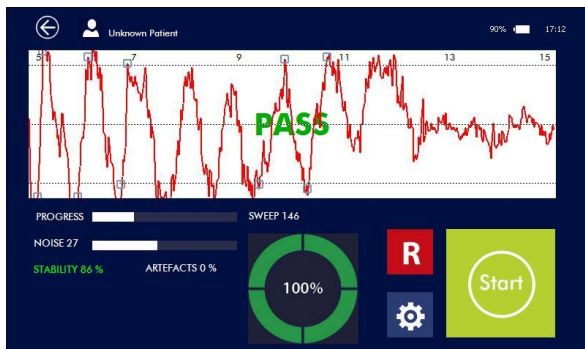 Unknown Patient
90% 17:12
5 7 9 11 13 15
PASS
PROGRESS
SWEEP 146
NOISE 27
STABILITY 86 %
ARTEFACTS 0 %
100%
R
Start